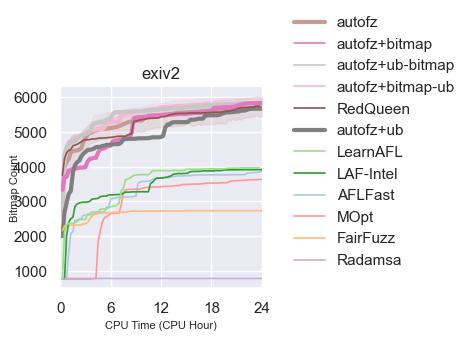 exiv2
6000
5000
4000
3000
2000
1000
Bitmap Count
0 6 12 18 24
CPU Time (CPU Hour)
autofz
autofz+bitmap
autofz+ub-bitmap
autofz+bitmap-ub
RedQueen
autofz+ub
LearnAFL
LAF-Intel
AFLFast
MOpt
FairFuzz
Radamsa